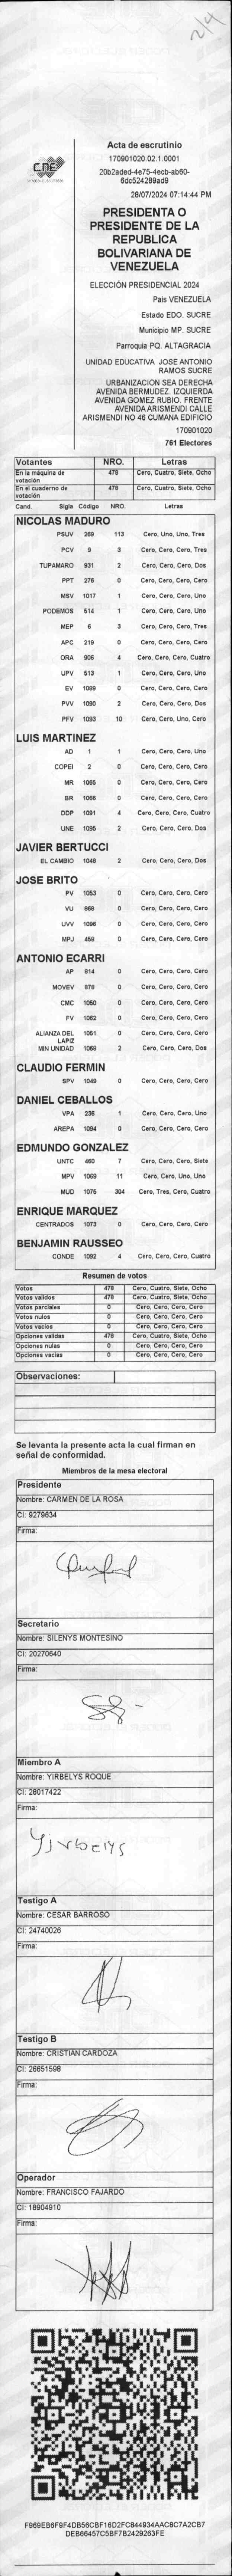 2/4
CNE
Acta de escrutinio
170901020.02.1.0001
20b2aded-4e75-4ecb-ab60-
6dc524289ad9
28/07/2024 07:14:44 PM
PRESIDENTA O
PRESIDENTE DE LA
REPUBLICA
BOLIVARIANA DE
VENEZUELA
ELECCIÓN PRESIDENCIAL 2024
País VENEZUELA
Estado EDO. SUCRE
Municipio MP. SUCRE
Parroquia PQ. ALTAGRACIA
UNIDAD EDUCATIVA JOSE ANTONIO
RAMOS SUCRE
URBANIZACION SEA DERECHA
AVENIDA BERMUDEZ. IZQUIERDA
AVENIDA GOMEZ RUBIO. FRENTE
AVENIDA ARISMENDI CALLE
ARISMENDI NO 46 CUMANA EDIFICIO
170901020
761 Electores
Votantes NRO. Letras
En la máquina de votación 478 Cero, Cuatro, Siete, Ocho
En el cuaderno de votación 478 Cero, Cuatro, Siete, Ocho
Cand. Sigla Código NRO. Letras
NICOLAS MADURO
PSUV 269 113 Cero, Uno, Uno, Tres
PCV 9 3 Cero, Cero, Cero, Tres
TUPAMARO 931 2 Cero, Cero, Cero, Dos
PPT 276 0 Cero, Cero, Cero, Cero
MSV 1017 1 Cero, Cero, Cero, Uno
PODEMOS 514 1 Cero, Cero, Cero, Uno
MEP 6 3 Cero, Cero, Cero, Tres
APC 219 0 Cero, Cero, Cero, Cero
ORA 906 4 Cero, Cero, Cero, Cuatro
UPV 513 1 Cero, Cero, Cero, Uno
EV 1089 0 Cero, Cero, Cero, Cero
PVV 1090 2 Cero, Cero, Cero, Dos
PFV 1093 10 Cero, Cero, Uno, Cero
LUIS MARTINEZ
AD 1 1 Cero, Cero, Cero, Uno
COPEI 2 0 Cero, Cero, Cero, Cero
MR 1065 0 Cero, Cero, Cero, Cero
BR 1066 0 Cero, Cero, Cero, Cero
DDP 1091 4 Cero, Cero, Cero, Cuatro
UNE 1095 2 Cero, Cero, Cero, Dos
JAVIER BERTUCCI
EL CAMBIO 1048 2 Cero, Cero, Cero, Dos
JOSE BRITO
PV 1053 0 Cero, Cero, Cero, Cero
VU 868 0 Cero, Cero, Cero, Cero
UVV 1096 0 Cero, Cero, Cero, Cero
MPJ 458 0 Cero, Cero, Cero, Cero
ANTONIO ECARRI
AP 814 0 Cero, Cero, Cero, Cero
MOVEV 878 0 Cero, Cero, Cero, Cero
CMC 1050 0 Cero, Cero, Cero, Cero
FV 1062 0 Cero, Cero, Cero, Cero
ALIANZA DEL LAPIZ 1051 0 Cero, Cero, Cero, Cero
MIN UNIDAD 1068 2 Cero, Cero, Cero, Dos
CLAUDIO FERMIN
SPV 1049 0 Cero, Cero, Cero, Cero
DANIEL CEBALLOS
VPA 236 1 Cero, Cero, Cero, Uno
AREPA 1094 0 Cero, Cero, Cero, Cero
EDMUNDO GONZALEZ
UNTC 460 7 Cero, Cero, Cero, Siete
MPV 1069 11 Cero, Cero, Uno, Uno
MUD 1075 304 Cero, Tres, Cero, Cuatro
ENRIQUE MARQUEZ
CENTRADOS 1073 0 Cero, Cero, Cero, Cero
BENJAMIN RAUSSEO
CONDE 1092 4 Cero, Cero, Cero, Cuatro
Resumen de votos
Votos 478 Cero, Cuatro, Siete, Ocho
Votos validos 478 Cero, Cuatro, Siete, Ocho
Votos parciales 0 Cero, Cero, Cero, Cero
Votos nulos 0 Cero, Cero, Cero, Cero
Votos vacios 0 Cero, Cero, Cero, Cero
Opciones validas 478 Cero, Cuatro, Siete, Ocho
Opciones nulas 0 Cero, Cero, Cero, Cero
Opciones vacias 0 Cero, Cero, Cero, Cero
Observaciones:
Se levanta la presente acta la cual firman en
señal de conformidad.
Miembros de la mesa electoral
Presidente
Nombre: CARMEN DE LA ROSA
CI: 9279634
Firma:
Secretario
Nombre: SILENYS MONTESINO
CI: 20270640
Firma:
Miembro A
Nombre: YIRBELYS ROQUE
CI: 28017422
Firma:
Yirbelys
Testigo A
Nombre: CESAR BARROSO
CI: 24740026
Firma:
Testigo B
Nombre: CRISTIAN CARDOZA
CI: 26651598
Firma:
Operador
Nombre: FRANCISCO FAJARDO
CI: 18904910
Firma:
F969EB6F9F4DB56CBF16D2FC844934AAC8C7A2CB7
DEB66457C5BF7B2429263FE